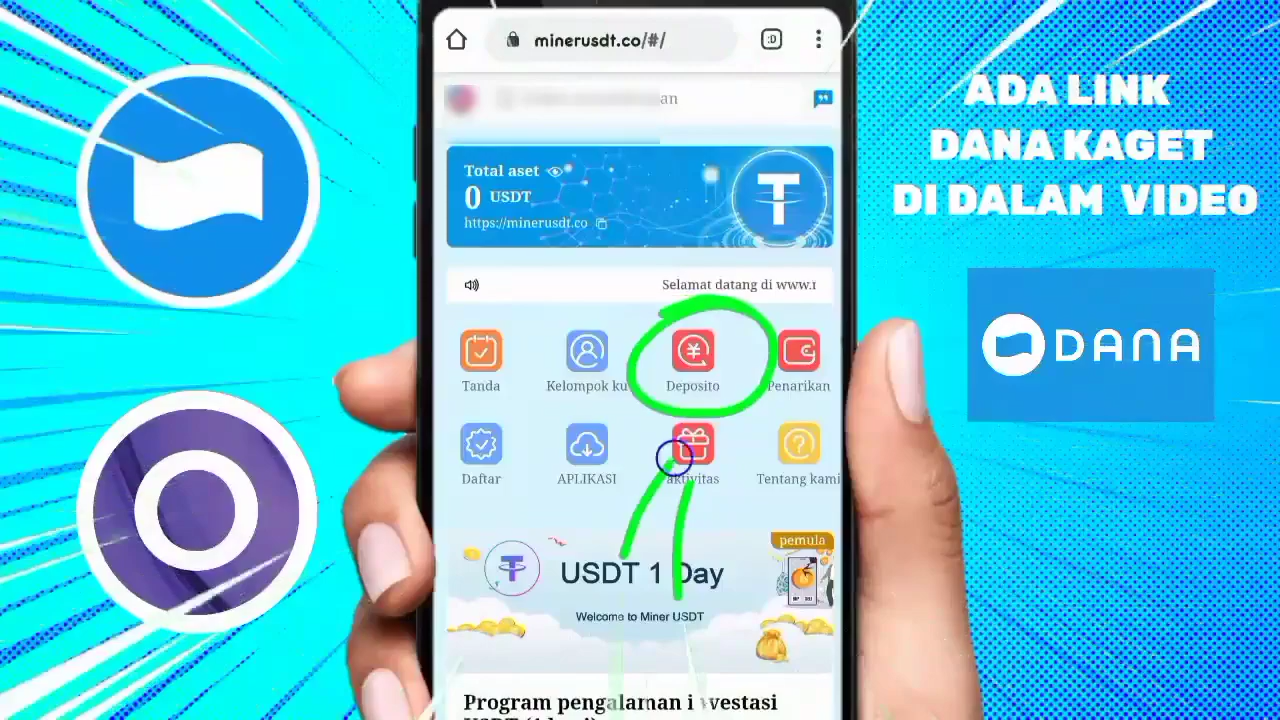 minerusdt.co/#/
:D
an
ADA LINK
DANA KAGET
DI DALAM VIDEO
DANA
Total aset
0 USDT
https://minerusdt.co
Selamat datang di www.
Tanda
Kelompok ku
Deposito
Penarikan
Daftar
APLIKASI
aktivitas
Tentang kami
pemula
USDT 1 Day
Welcome to Miner USDT
Program pengalaman i vestasi